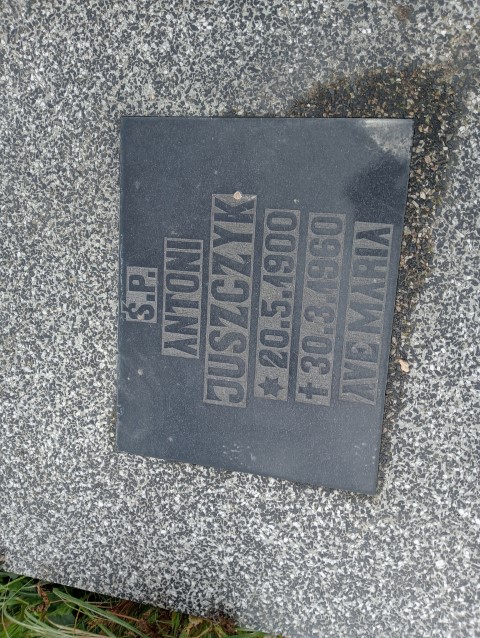 Ś.P.
ANTONI
JUSZCZYK
* 20.5.1900
✝ 30.3.1960
AVE MARIA